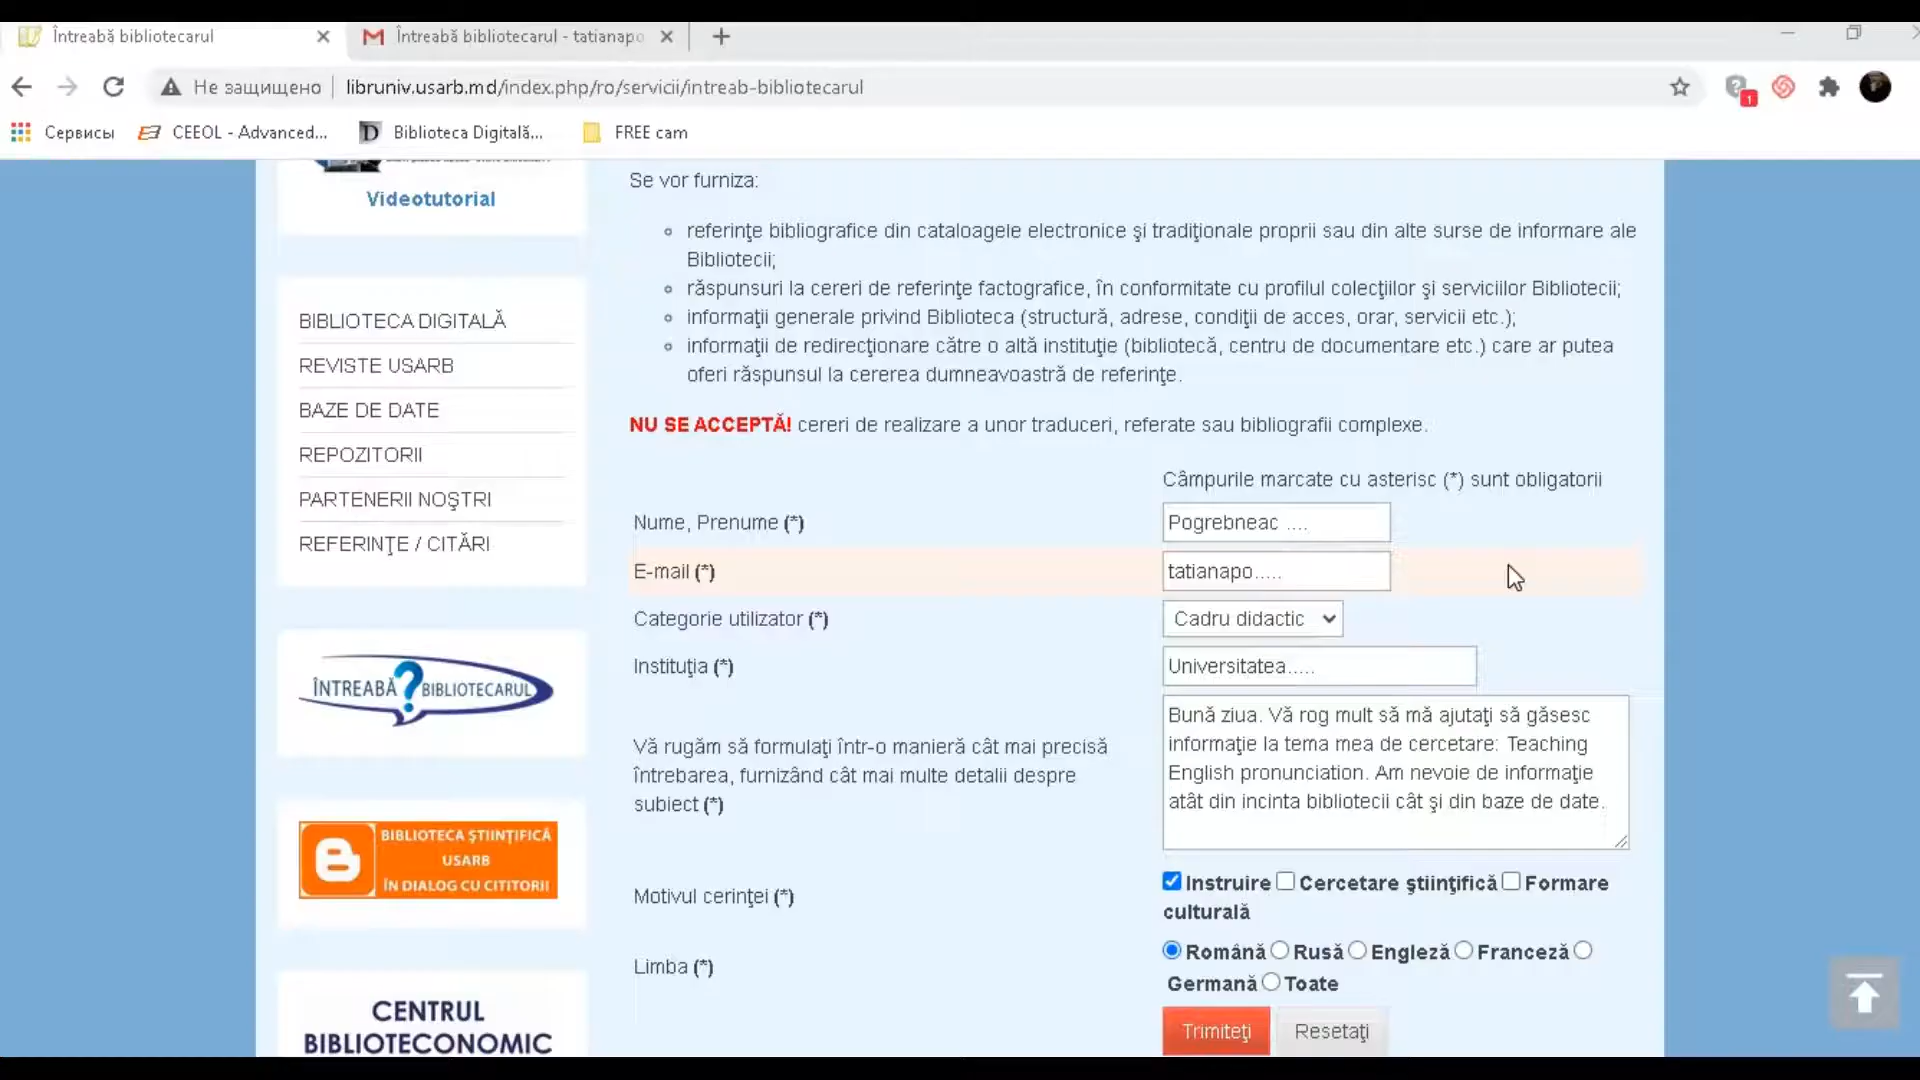 Întreabă bibliotecarul
Întreabă bibliotecarul - tatianapo
Не защищено
libruniv.usarb.md/index.php/ro/servicii/intreab-bibliotecarul
1
Сервисы
CEEOL - Advanced...
Biblioteca Digitală...
FREE cam
Videotutorial
BIBLIOTECA DIGITALĂ
REVISTE USARB
BAZE DE DATE
REPOZITORII
PARTENERII NOŞTRI
REFERINŢE / CITĂRI
ÎNTREABĂ ? BIBLIOTECARUL
BIBLIOTECA ŞTIINŢIFICĂ
USARB
ÎN DIALOG CU CITITORII
CENTRUL
BIBLIOTECONOMIC
Se vor furniza:
referinţe bibliografice din cataloagele electronice şi tradiţionale proprii sau din alte surse de informare ale
Bibliotecii;
răspunsuri la cereri de referinţe factografice, în conformitate cu profilul colecţiilor şi serviciilor Bibliotecii;
informaţii generale privind Biblioteca (structură, adrese, condiţii de acces, orar, servicii etc.);
informaţii de redirecţionare către o altă instituţie (bibliotecă, centru de documentare etc.) care ar putea
oferi răspunsul la cererea dumneavoastră de referinţe.
NU SE ACCEPTĂ! cereri de realizare a unor traduceri, referate sau bibliografii complexe.
Câmpurile marcate cu asterisc (*) sunt obligatorii
Nume, Prenume (*)
Pogrebneac ....
E-mail (*)
tatianapo.....
Categorie utilizator (*)
Cadru didactic
Instituţia (*)
Universitatea.....
Vă rugăm să formulaţi într-o manieră cât mai precisă
întrebarea, furnizând cât mai multe detalii despre
subiect (*)
Bună ziua. Vă rog mult să mă ajutaţi să găsesc
informaţie la tema mea de cercetare: Teaching
English pronunciation. Am nevoie de informaţie
atât din incinta bibliotecii cât şi din baze de date.
Motivul cerinţei (*)
Instruire Cercetare ştiinţifică Formare
culturală
Limba (*)
Română Rusă Engleză Franceză
Germană Toate
Trimiteţi
Resetaţi